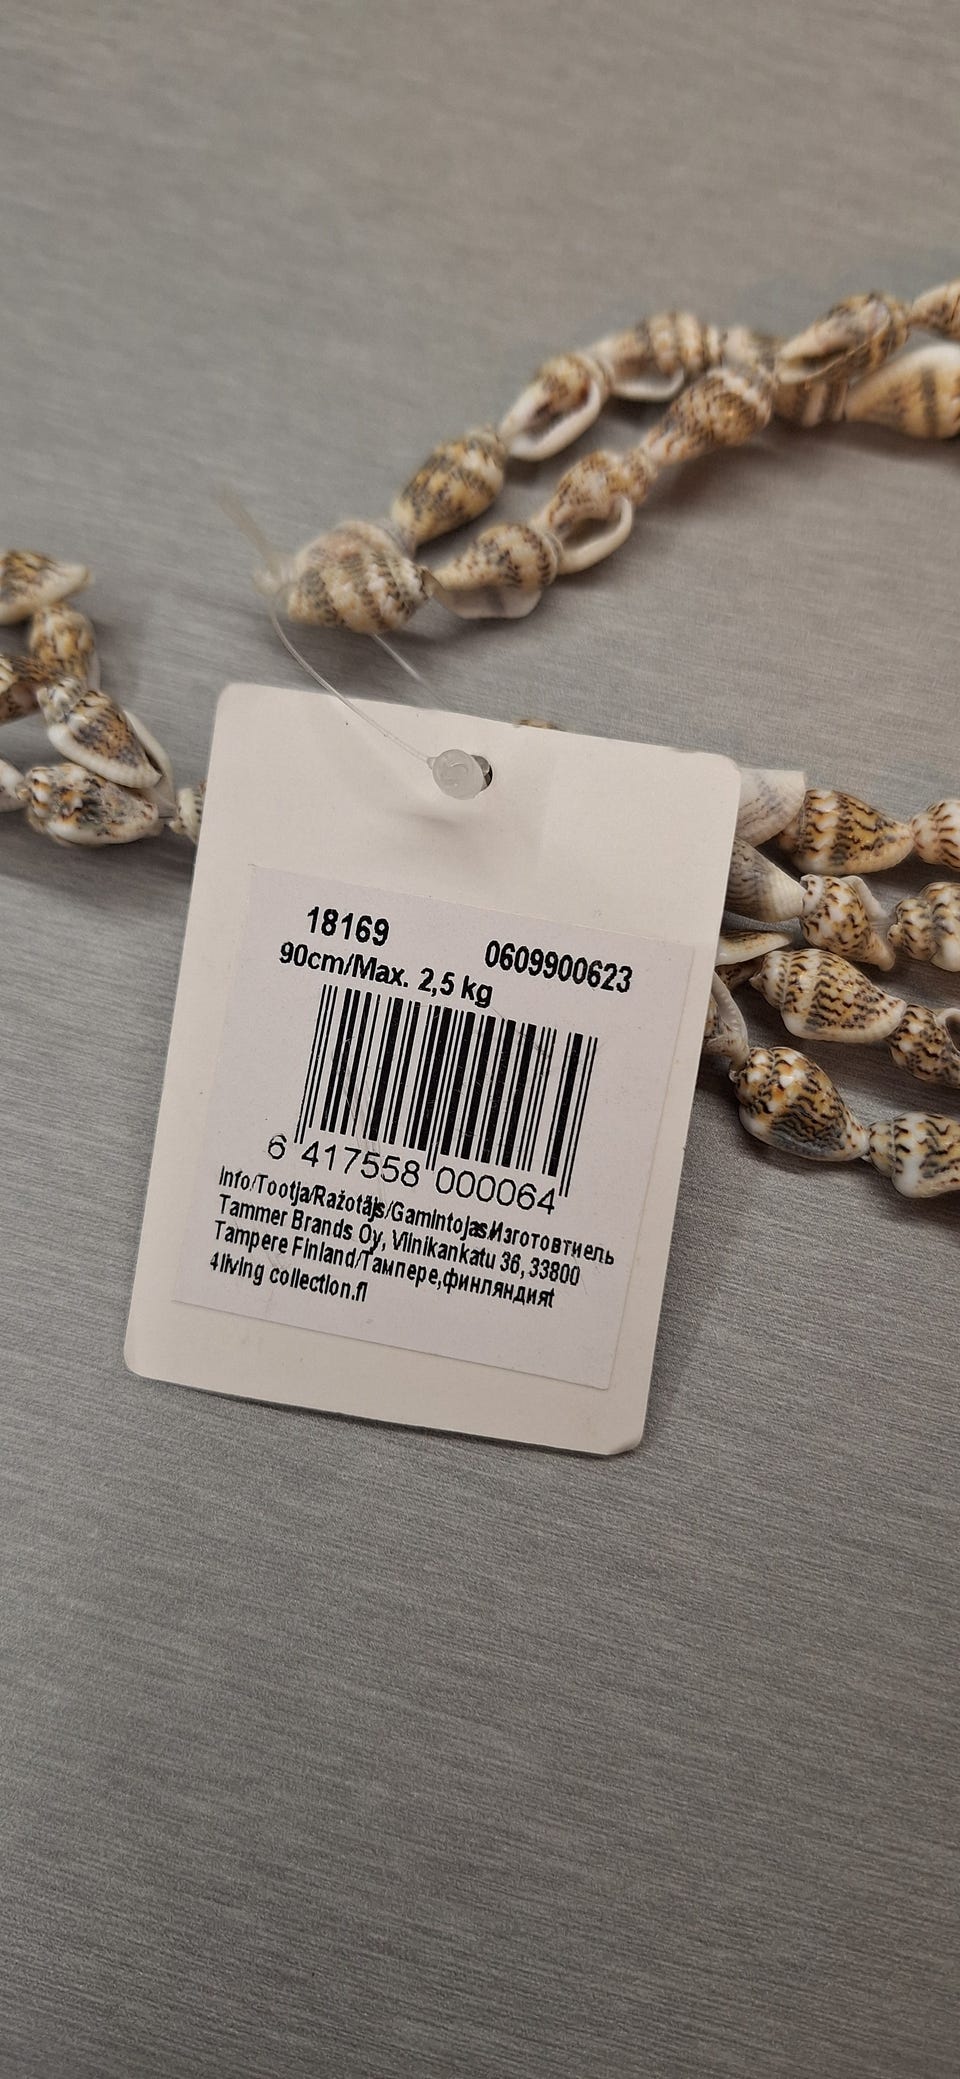 18169
0609900623
90cm/Max. 2,5 kg
6 417558 000064
Info/Tootja/Ražotājs/Gamintojas/Изготовтиель
Tammer Brands Oy, Viinikankatu 36, 33800
Tampere Finland/Тампере,финляндияt
4living collection.fi